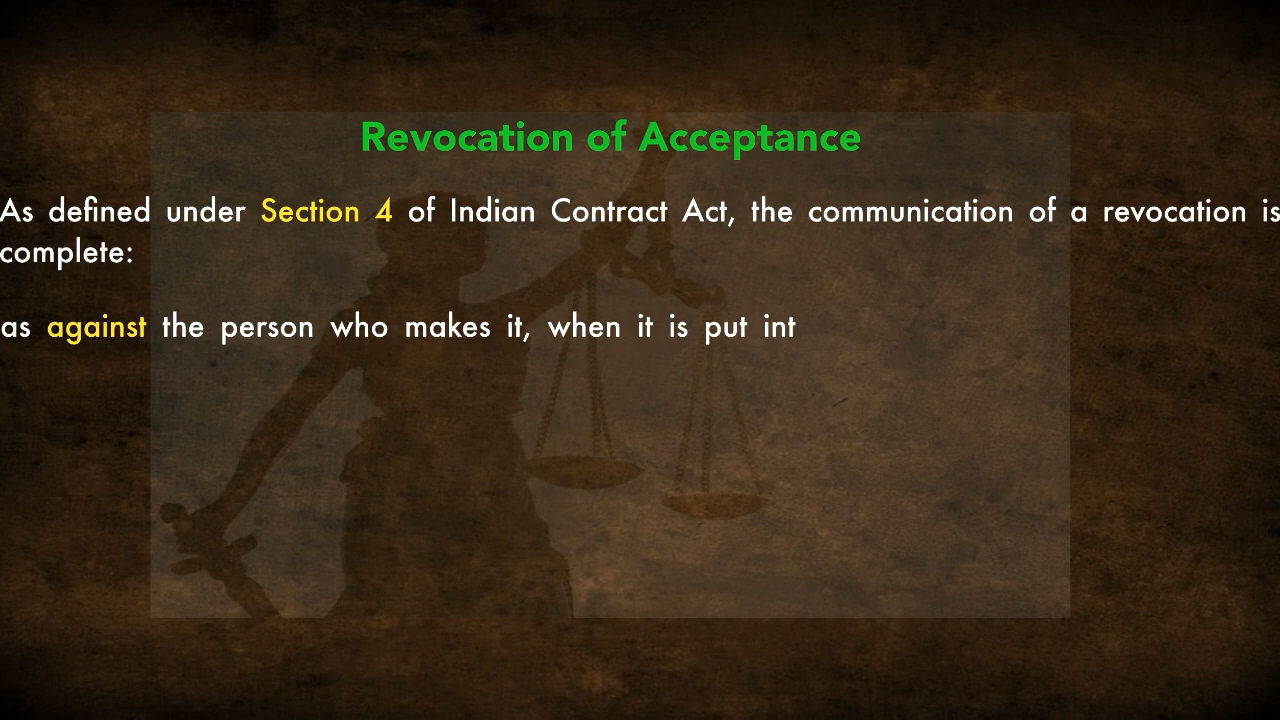 Revocation of Acceptance
As defined under Section 4 of Indian Contract Act, the communication of a revocation is
complete:
as against the person who makes it, when it is put int